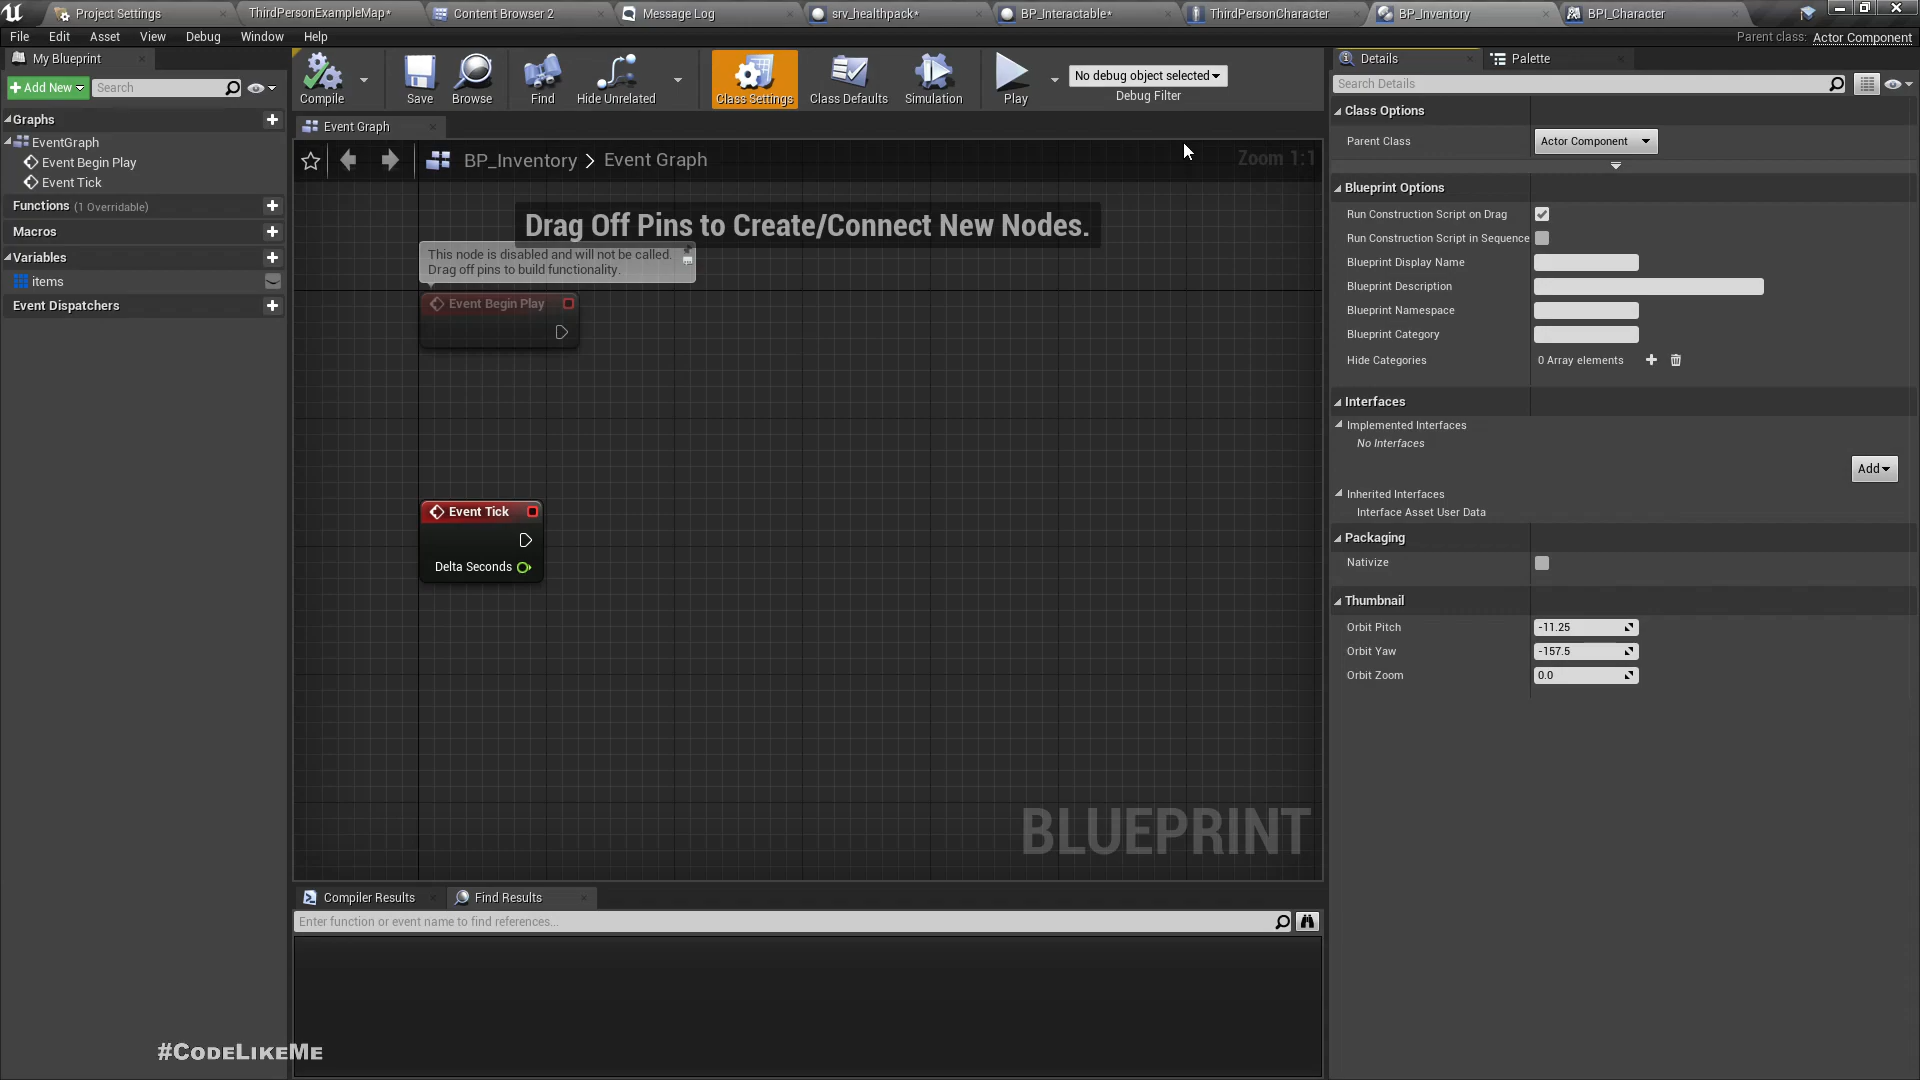 Project Settings
ThirdPersonExampleMap*
Content Browser 2
Message Log
srv_healthpack*
BP_Interactable*
ThirdPersonCharacter
BP_Inventory
BPI_Character
File Edit Asset View Debug Window Help
Parent class: Actor Component
My Blueprint
Add New
Search
Graphs
EventGraph
Event Begin Play
Event Tick
Functions (1 Overridable)
Macros
Variables
items
Event Dispatchers
Compile
Save
Browse
Find
Hide Unrelated
Class Settings
Class Defaults
Simulation
Play
No debug object selected
Debug Filter
Event Graph
BP_Inventory > Event Graph
Zoom 1:1
Drag Off Pins to Create/Connect New Nodes.
This node is disabled and will not be called.
Drag off pins to build functionality.
Event Begin Play
Event Tick
Delta Seconds
BLUEPRINT
Compiler Results
Find Results
Enter function or event name to find references...
Details
Palette
Search Details
Class Options
Parent Class
Actor Component
Blueprint Options
Run Construction Script on Drag
Run Construction Script in Sequence
Blueprint Display Name
Blueprint Description
Blueprint Namespace
Blueprint Category
Hide Categories
0 Array elements
Interfaces
Implemented Interfaces
No Interfaces
Add
Inherited Interfaces
Interface Asset User Data
Packaging
Nativize
Thumbnail
Orbit Pitch
-11.25
Orbit Yaw
-157.5
Orbit Zoom
0.0
#CodeLikeMe